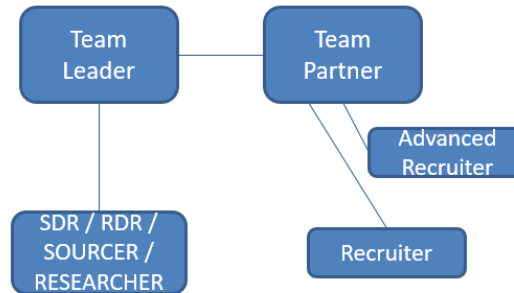 Team
Leader
Team
Partner
Advanced
Recruiter
SDR / RDR /
SOURCER /
RESEARCHER
Recruiter